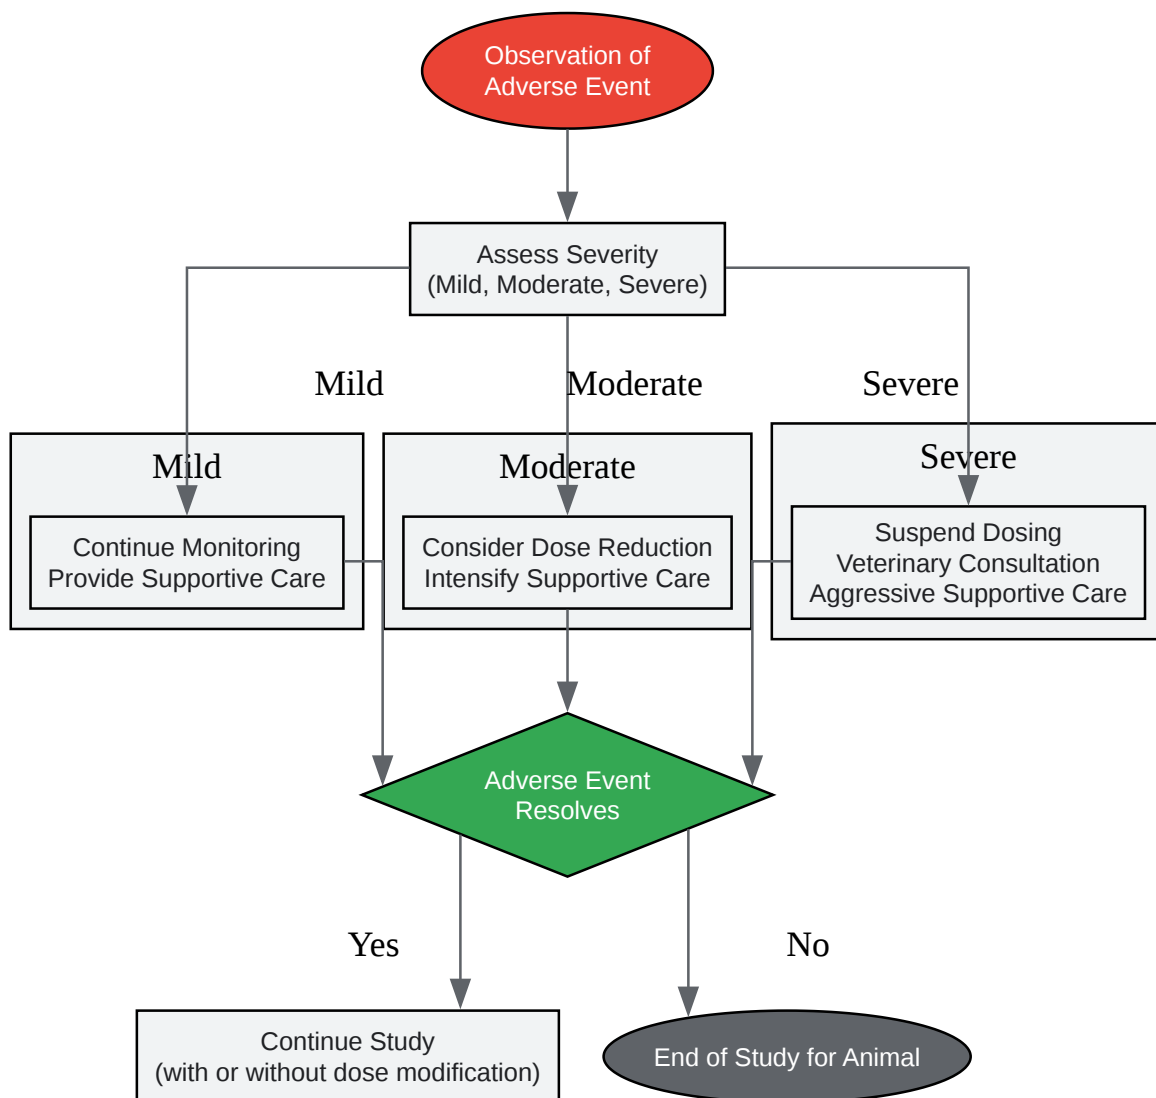 Observation of
Adverse Event
Assess Severity
(Mild, Moderate, Severe)
Mild
Moderate
Severe
Mild
Moderate
Severe
Continue Monitoring
Provide Supportive Care
Consider Dose Reduction
Intensify Supportive Care
Suspend Dosing
Veterinary Consultation
Aggressive Supportive Care
Adverse Event
Resolves
Yes
No
Continue Study
(with or without dose modification)
End of Study for Animal